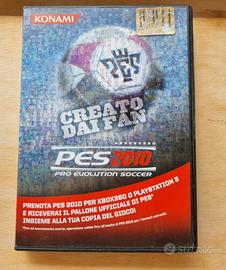 KONAMI
CREATO
DAI FAN
PES2010
PRO EVOLUTION SOCCER
PRENOTA PES 2010 PER XBOX360 O PLAYSTATION 3
E RICEVERAI IL PALLONE UFFICIALE DI PES*
INSIEME ALLA TUA COPIA DEL GIOCO!
subito